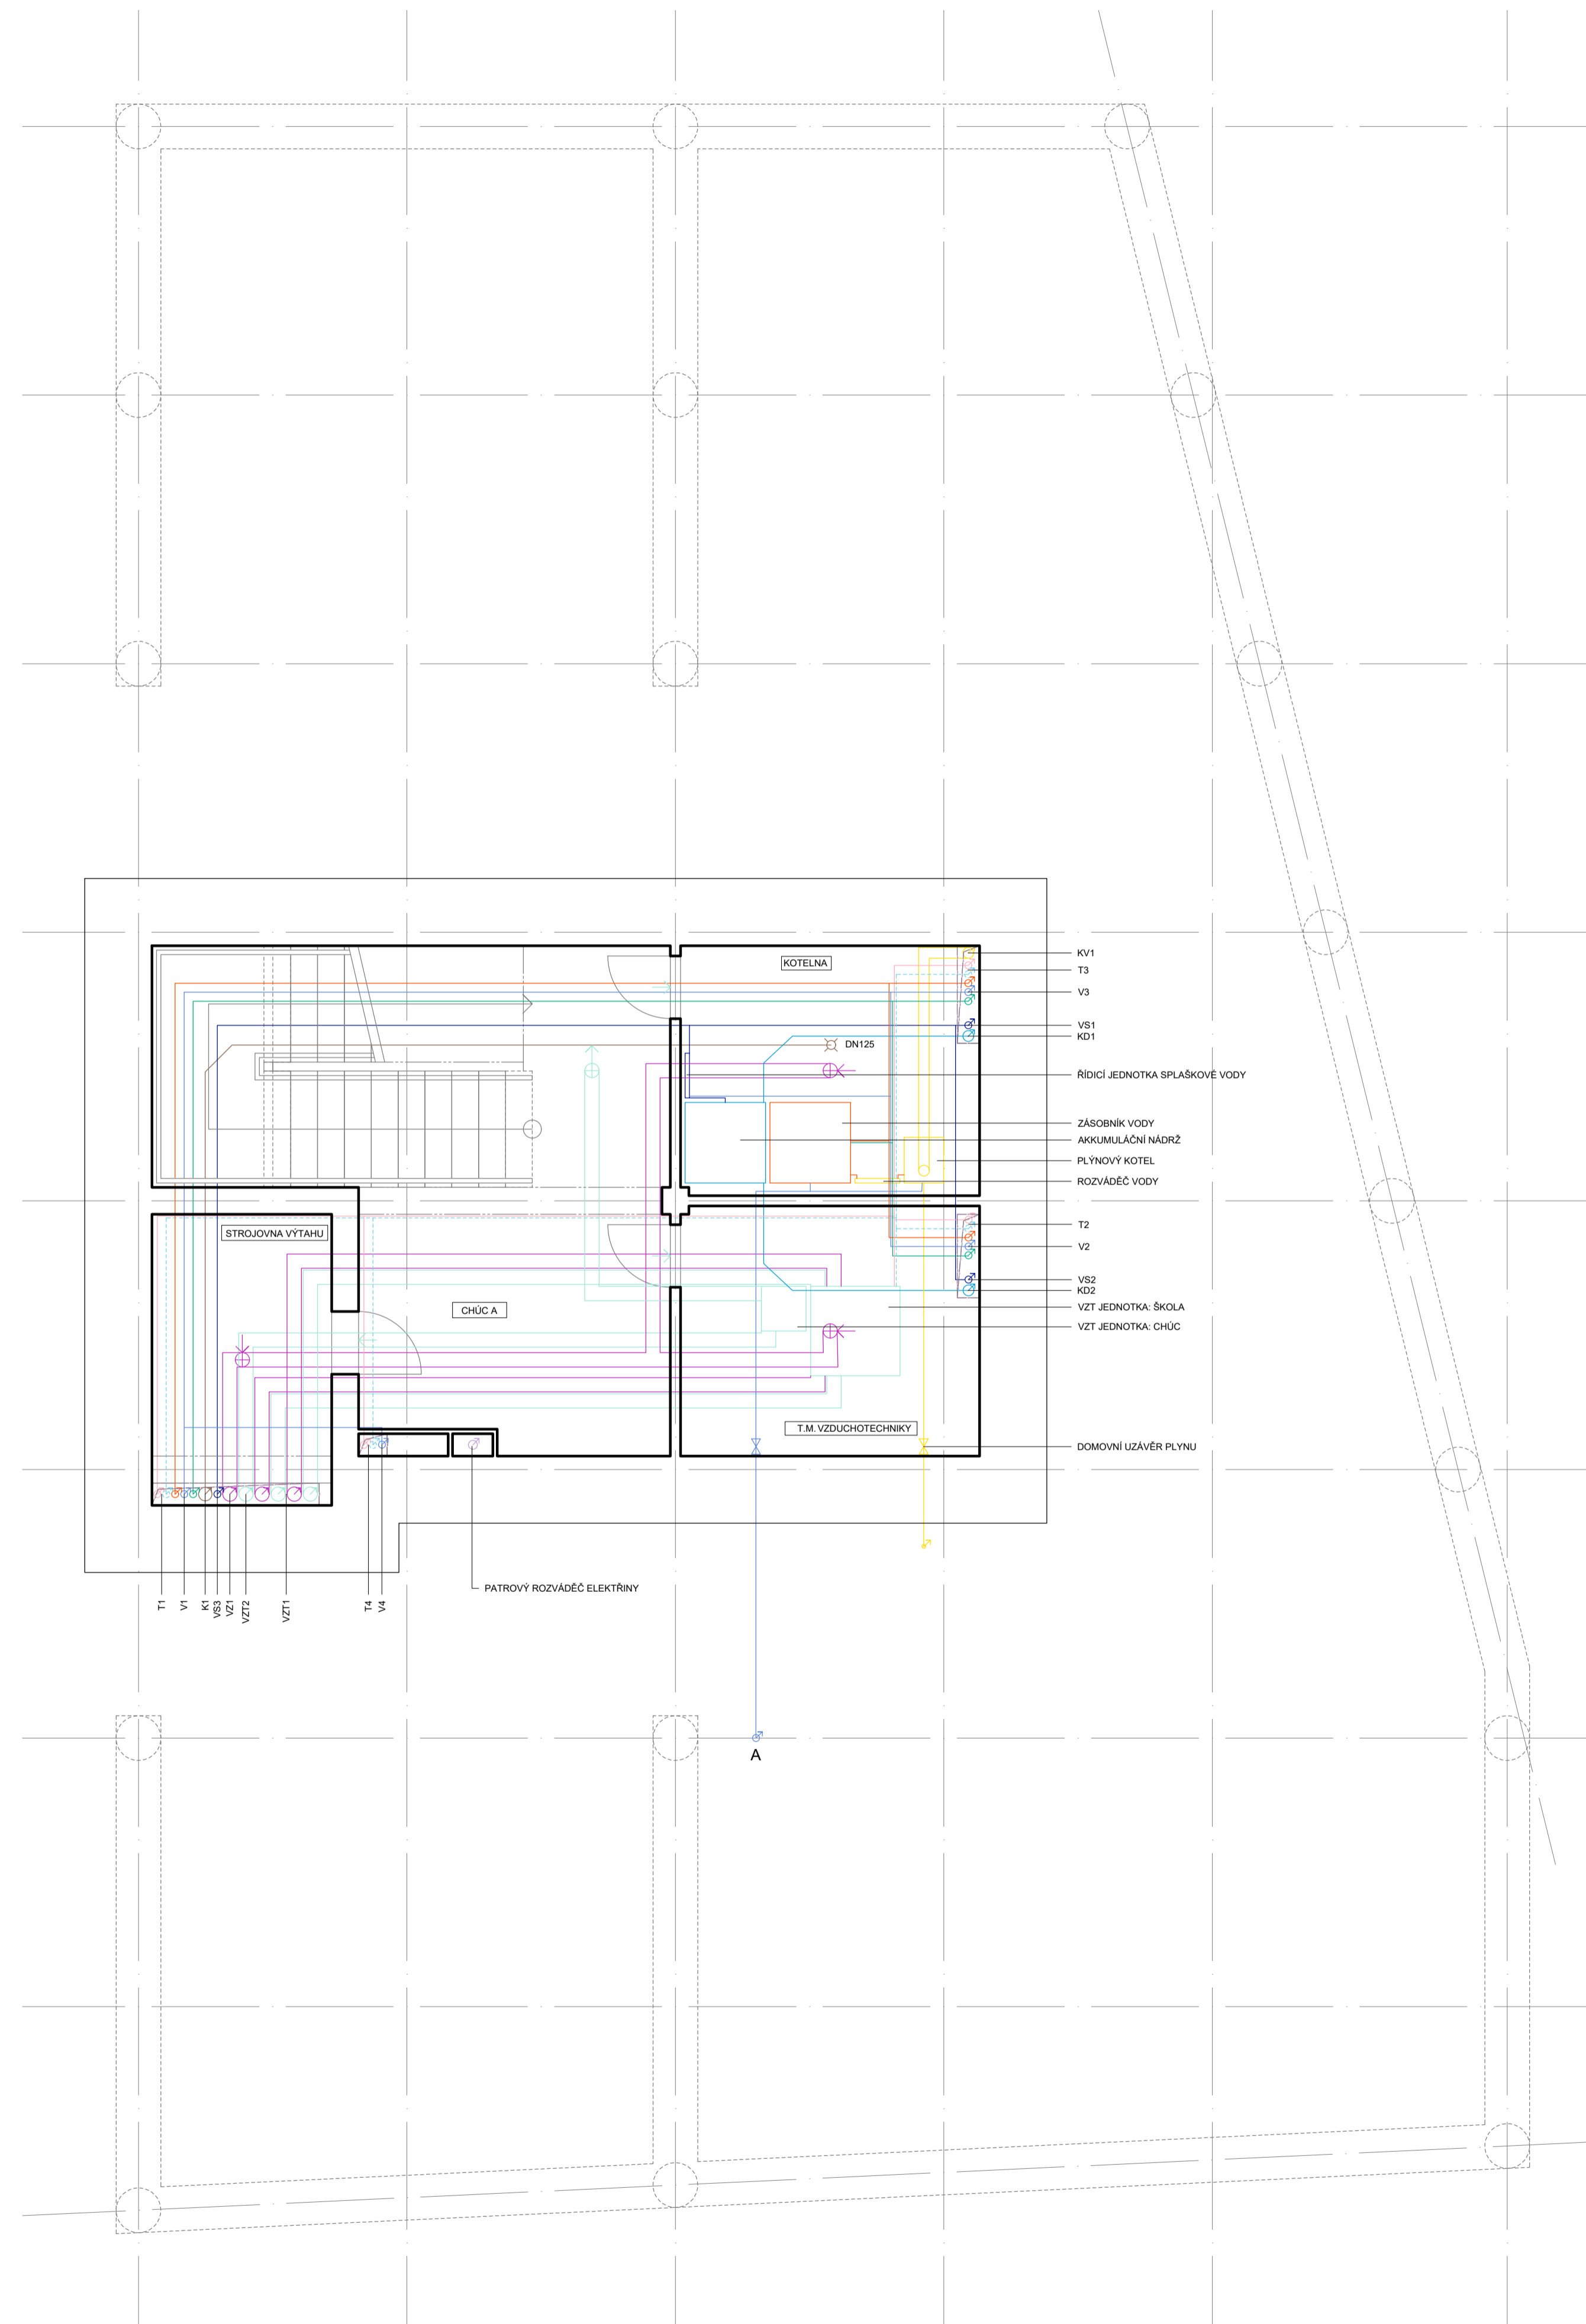 KOTELNA
KV1
T3
V3
VS1
KD1
DN125
ŘÍDICÍ JEDNOTKA SPLAŠKOVÉ VODY
ZÁSOBNÍK VODY
AKKUMULÁČNÍ NÁDRŽ
PLÝNOVÝ KOTEL
ROZVÁDĚČ VODY
T2
STROJOVNA VÝTAHU
V2
VS2
KD2
VZT JEDNOTKA: ŠKOLA
CHÚC A
VZT JEDNOTKA: CHÚC
T.M. VZDUCHOTECHNIKY
DOMOVNÍ UZÁVĚR PLYNU
PATROVÝ ROZVÁDĚČ ELEKTŘINY
T1
V1
K1
VS3
VZ1
VZT2
VZT1
T4
V4
A